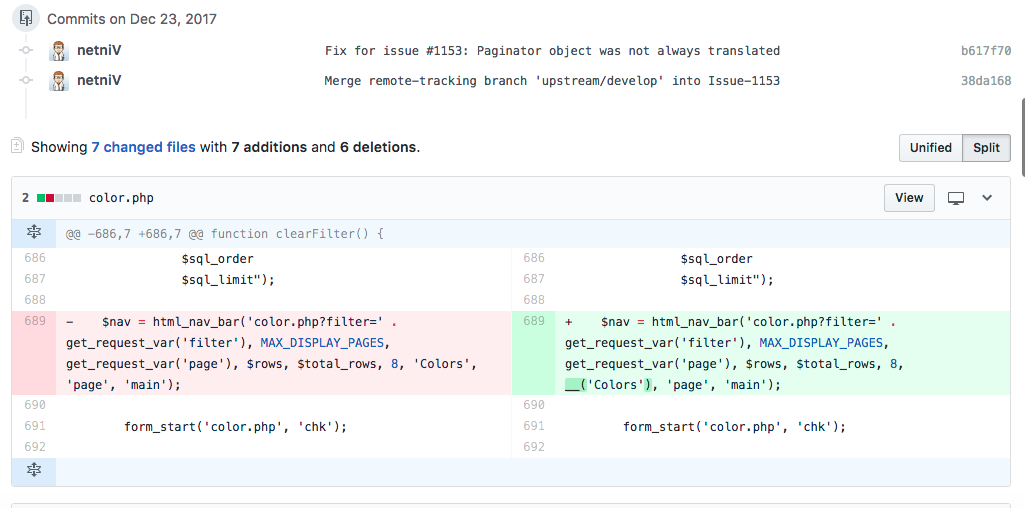 Commits on Dec 23, 2017
netniV Fix for issue #1153: Paginator object was not always translated b617f70
netniV Merge remote-tracking branch 'upstream/develop' into Issue-1153 38da168
Showing 7 changed files with 7 additions and 6 deletions. Unified Split
2 color.php View
@@ -686,7 +686,7 @@ function clearFilter() {
686 $sql_order 686 $sql_order
687 $sql_limit"); 687 $sql_limit");
688 688
689 - $nav = html_nav_bar('color.php?filter=' . 689 + $nav = html_nav_bar('color.php?filter=' .
get_request_var('filter'), MAX_DISPLAY_PAGES, get_request_var('filter'), MAX_DISPLAY_PAGES,
get_request_var('page'), $rows, $total_rows, 8, 'Colors', get_request_var('page'), $rows, $total_rows, 8,
'page', 'main'); __('Colors'), 'page', 'main');
690 690
691 form_start('color.php', 'chk'); 691 form_start('color.php', 'chk');
692 692